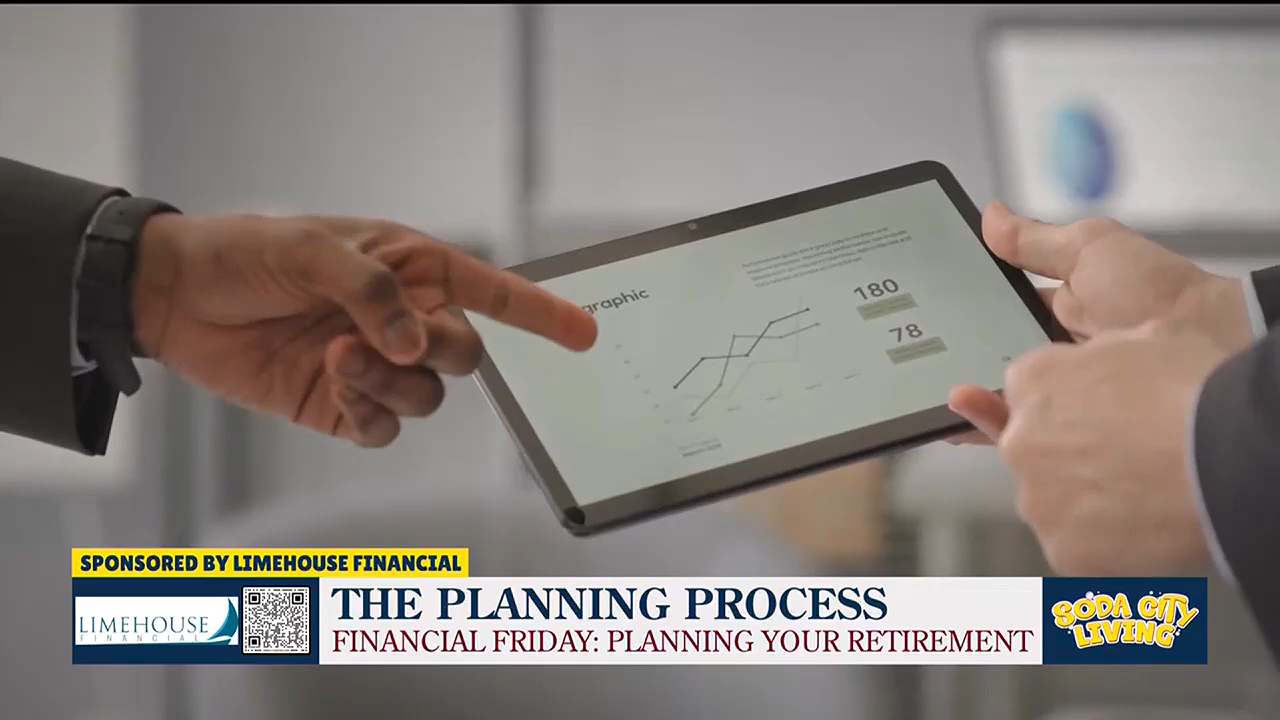 graphic
180
78
SPONSORED BY LIMEHOUSE FINANCIAL
LIMEHOUSE
FINANCIAL
THE PLANNING PROCESS
FINANCIAL FRIDAY: PLANNING YOUR RETIREMENT
SODA CITY
LIVING